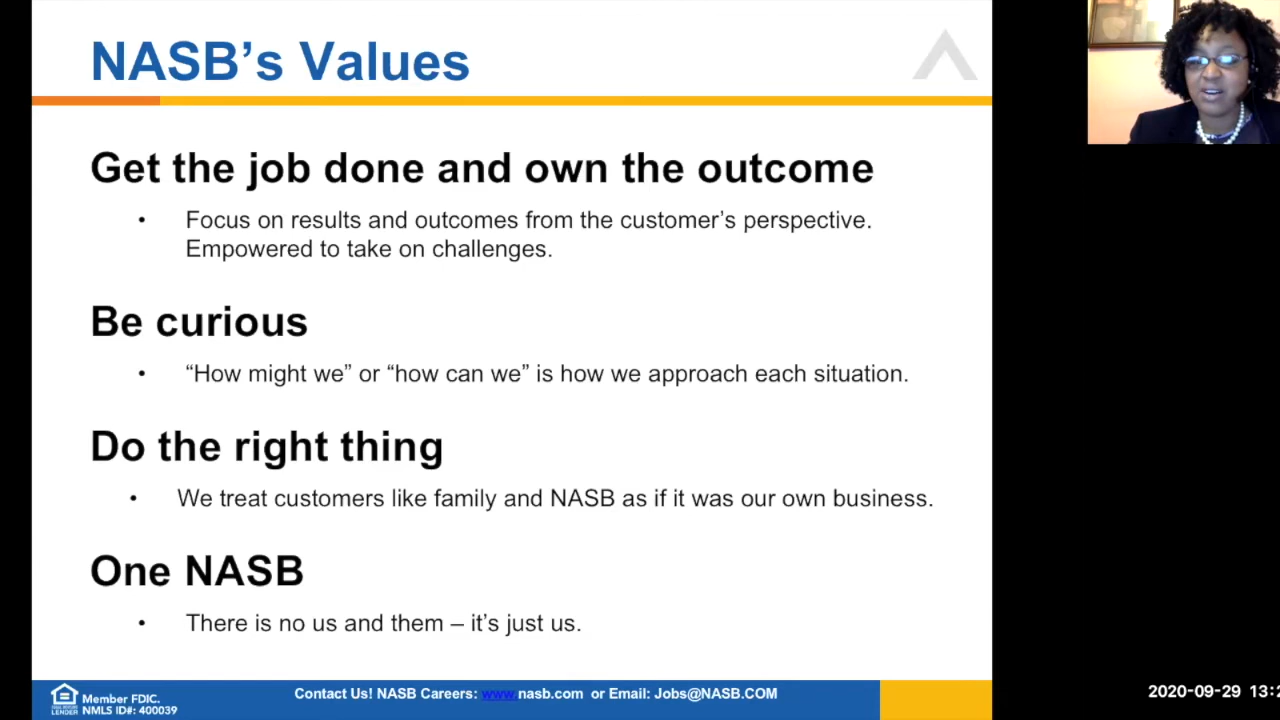 NASB’s Values
Get the job done and own the outcome
• Focus on results and outcomes from the customer’s perspective.
Empowered to take on challenges.
Be curious
• “How might we” or “how can we” is how we approach each situation.
Do the right thing
• We treat customers like family and NASB as if it was our own business.
One NASB
• There is no us and them – it’s just us.
Member FDIC.
NMLS ID#: 400039
LENDER
Contact Us! NASB Careers: www.nasb.com or Email: Jobs@NASB.COM
2020-09-29 13:2